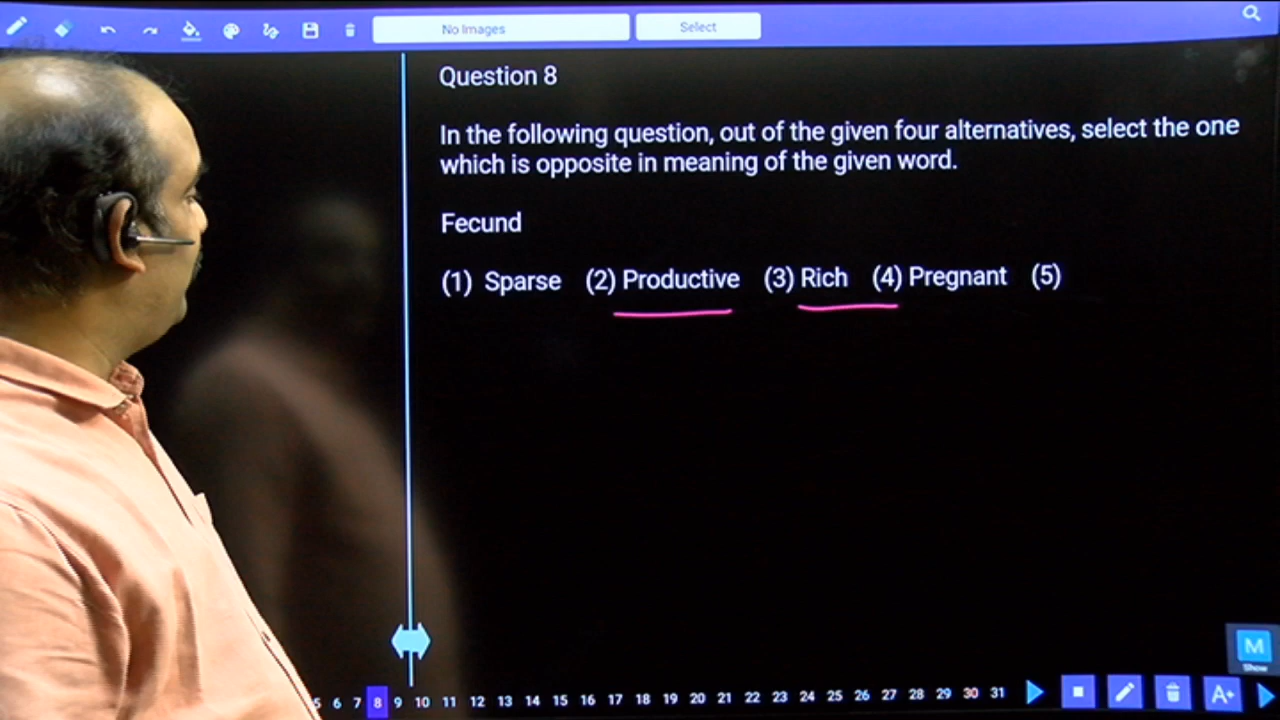 No Images
Select
Question 8
In the following question, out of the given four alternatives, select the one
which is opposite in meaning of the given word.
Fecund
(1) Sparse (2) Productive (3) Rich (4) Pregnant (5)
M
Show
5 6 7 8 9 10 11 12 13 14 15 16 17 18 19 20 21 22 23 24 25 26 27 28 29 30 31
A+